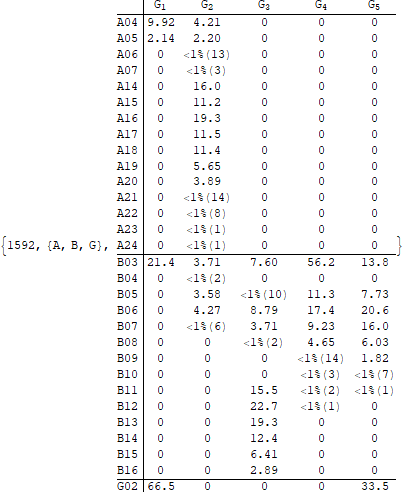 G1 G2 G3 G4 G5
A04 9.92 4.21 0 0 0
A05 2.14 2.20 0 0 0
A06 0 <1%(13) 0 0 0
A07 0 <1%(3) 0 0 0
A14 0 16.0 0 0 0
A15 0 11.2 0 0 0
A16 0 19.3 0 0 0
A17 0 11.5 0 0 0
A18 0 11.4 0 0 0
A19 0 5.65 0 0 0
A20 0 3.89 0 0 0
A21 0 <1%(14) 0 0 0
A22 0 <1%(8) 0 0 0
A23 0 <1%(1) 0 0 0
{1592, {A, B, G}, A24 0 <1%(1) 0 0 0 }
B03 21.4 3.71 7.60 56.2 13.8
B04 0 <1%(2) 0 0 0
B05 0 3.58 <1%(10) 11.3 7.73
B06 0 4.27 8.79 17.4 20.6
B07 0 <1%(6) 3.71 9.23 16.0
B08 0 0 <1%(2) 4.65 6.03
B09 0 0 0 <1%(14) 1.82
B10 0 0 0 <1%(3) <1%(7)
B11 0 0 15.5 <1%(2) <1%(1)
B12 0 0 22.7 <1%(1) 0
B13 0 0 19.3 0 0
B14 0 0 12.4 0 0
B15 0 0 6.41 0 0
B16 0 0 2.89 0 0
G02 66.5 0 0 0 33.5